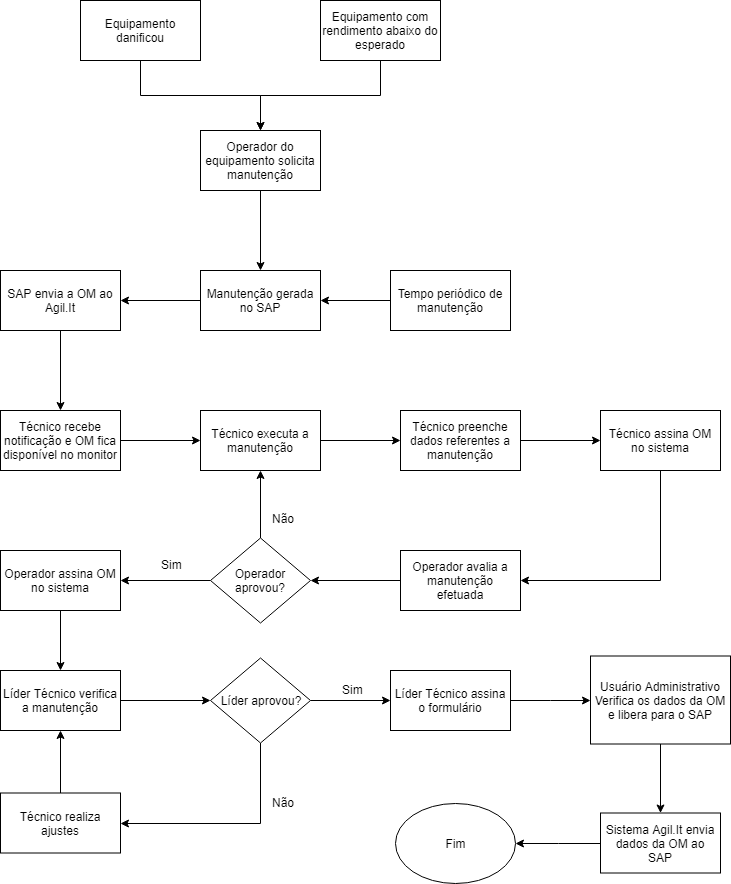 Equipamento
danificou
Equipamento com
rendimento abaixo do
esperado
Operador do
equipamento solicita
manutenção
SAP envia a OM ao
Agil.It
Manutenção gerada
no SAP
Tempo periódico de
manutenção
Técnico recebe
notificação e OM fica
disponível no monitor
Técnico executa a
manutenção
Técnico preenche
dados referentes a
manutenção
Técnico assina OM
no sistema
Não
Operador assina OM
no sistema
Sim
Operador
aprovou?
Operador avalia a
manutenção
efetuada
Líder Técnico verifica
a manutenção
Líder aprovou?
Sim
Líder Técnico assina
o formulário
Usuário Administrativo
Verifica os dados da OM
e libera para o SAP
Não
Técnico realiza
ajustes
Fim
Sistema Agil.It envia
dados da OM ao
SAP